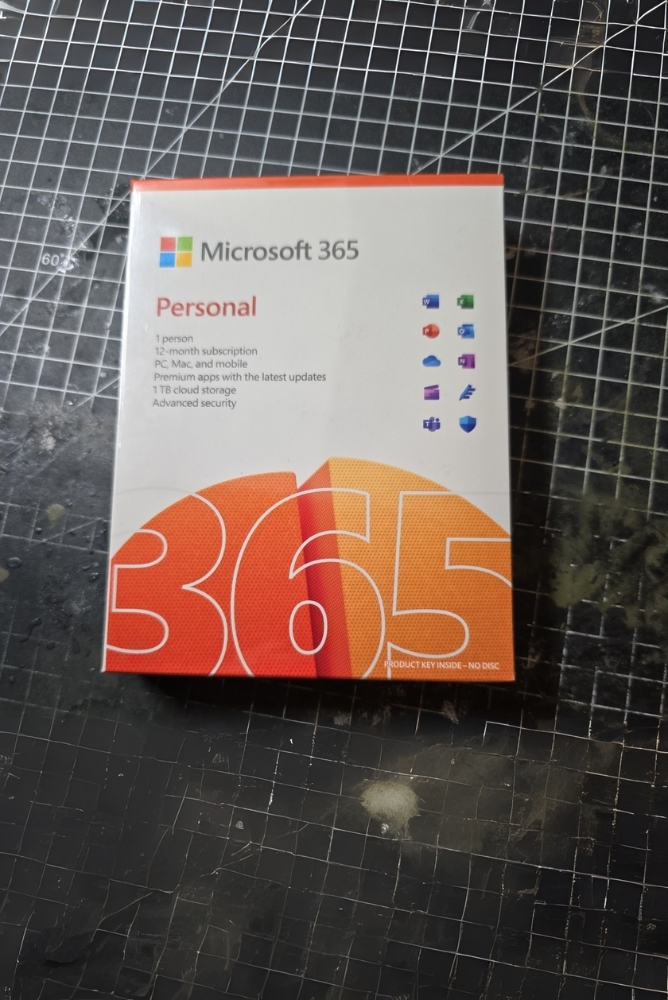 60°
Microsoft 365
Personal
1 person
12-month subscription
PC, Mac, and mobile
Premium apps with the latest updates
1 TB cloud storage
Advanced security
365
PRODUCT KEY INSIDE – NO DISC